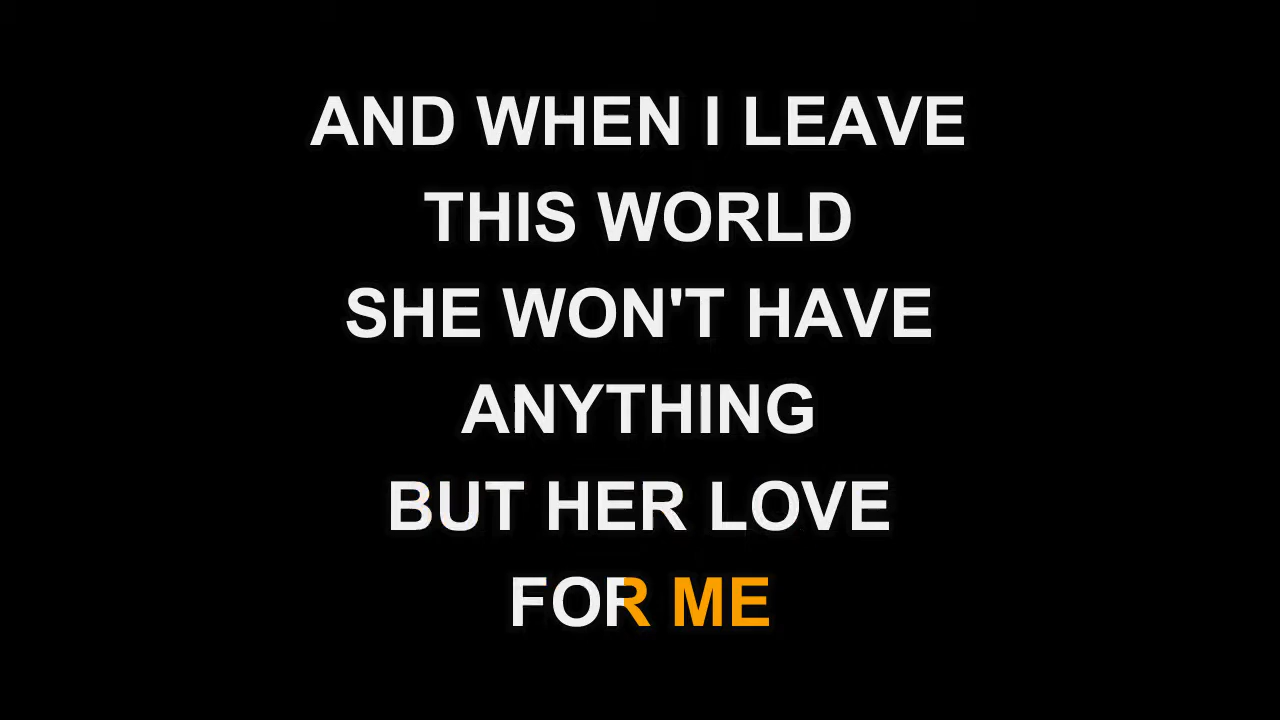 AND WHEN I LEAVE
THIS WORLD
SHE WON'T HAVE
ANYTHING
BUT HER LOVE
FOR ME